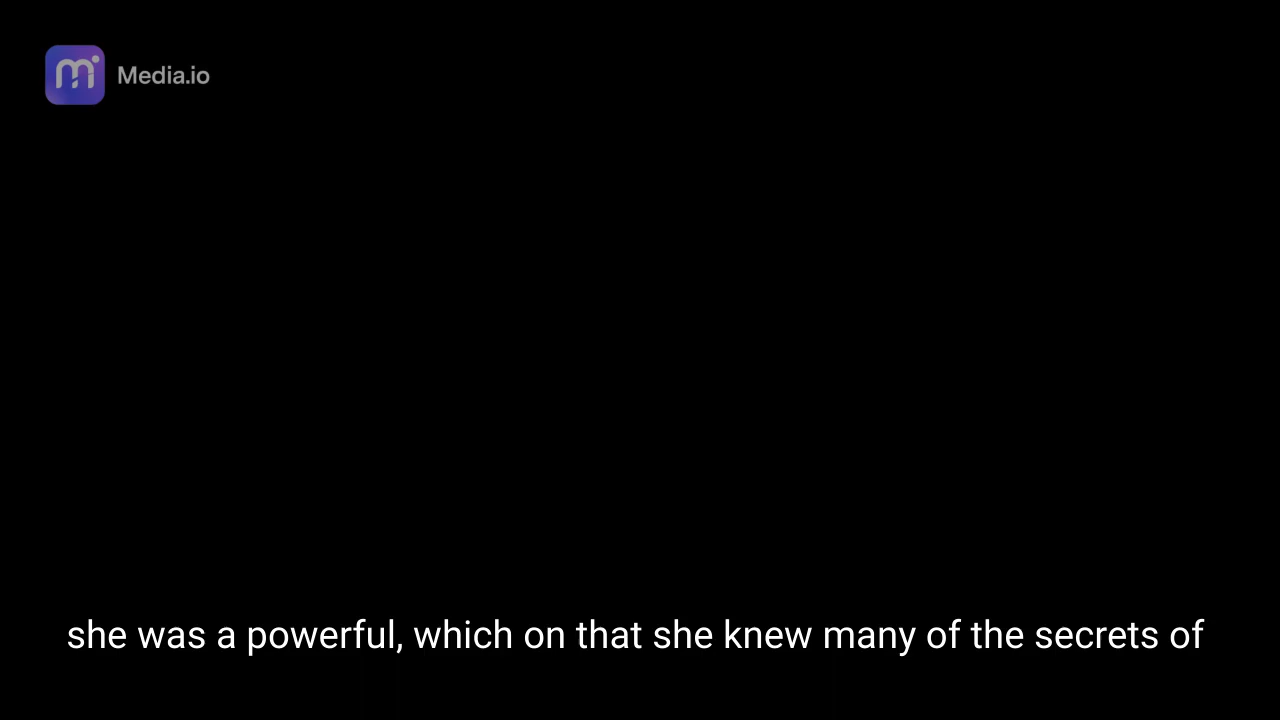 Media.io
she was a powerful, which on that she knew many of the secrets of